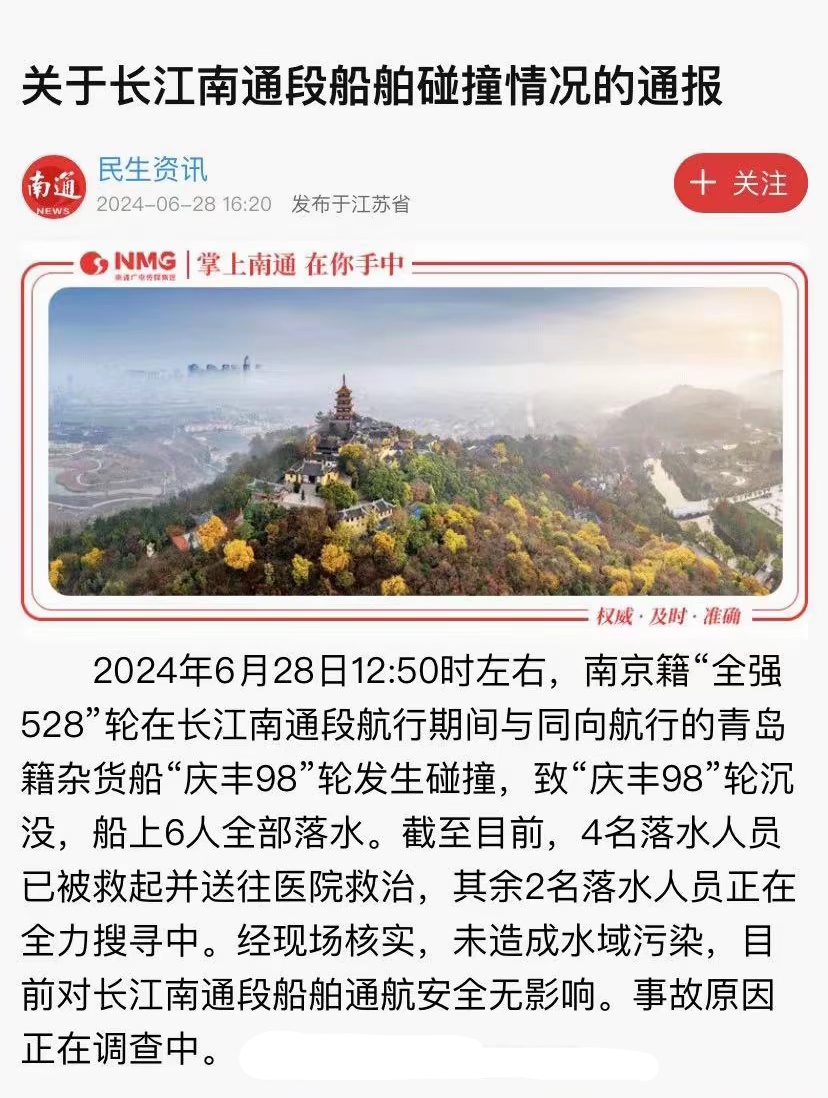 关于长江南通段船舶碰撞情况的通报
南通
NEWS
民生资讯
2024-06-28 16:20 发布于江苏省
+ 关注
NMG
南通广电传媒集团
掌上南通 在你手中
权威·及时·准确
2024年6月28日12:50时左右，南京籍“全强
528”轮在长江南通段航行期间与同向航行的青岛
籍杂货船“庆丰98”轮发生碰撞，致“庆丰98”轮沉
没，船上6人全部落水。截至目前，4名落水人员
已被救起并送往医院救治，其余2名落水人员正在
全力搜寻中。经现场核实，未造成水域污染，目
前对长江南通段船舶通航安全无影响。事故原因
正在调查中。